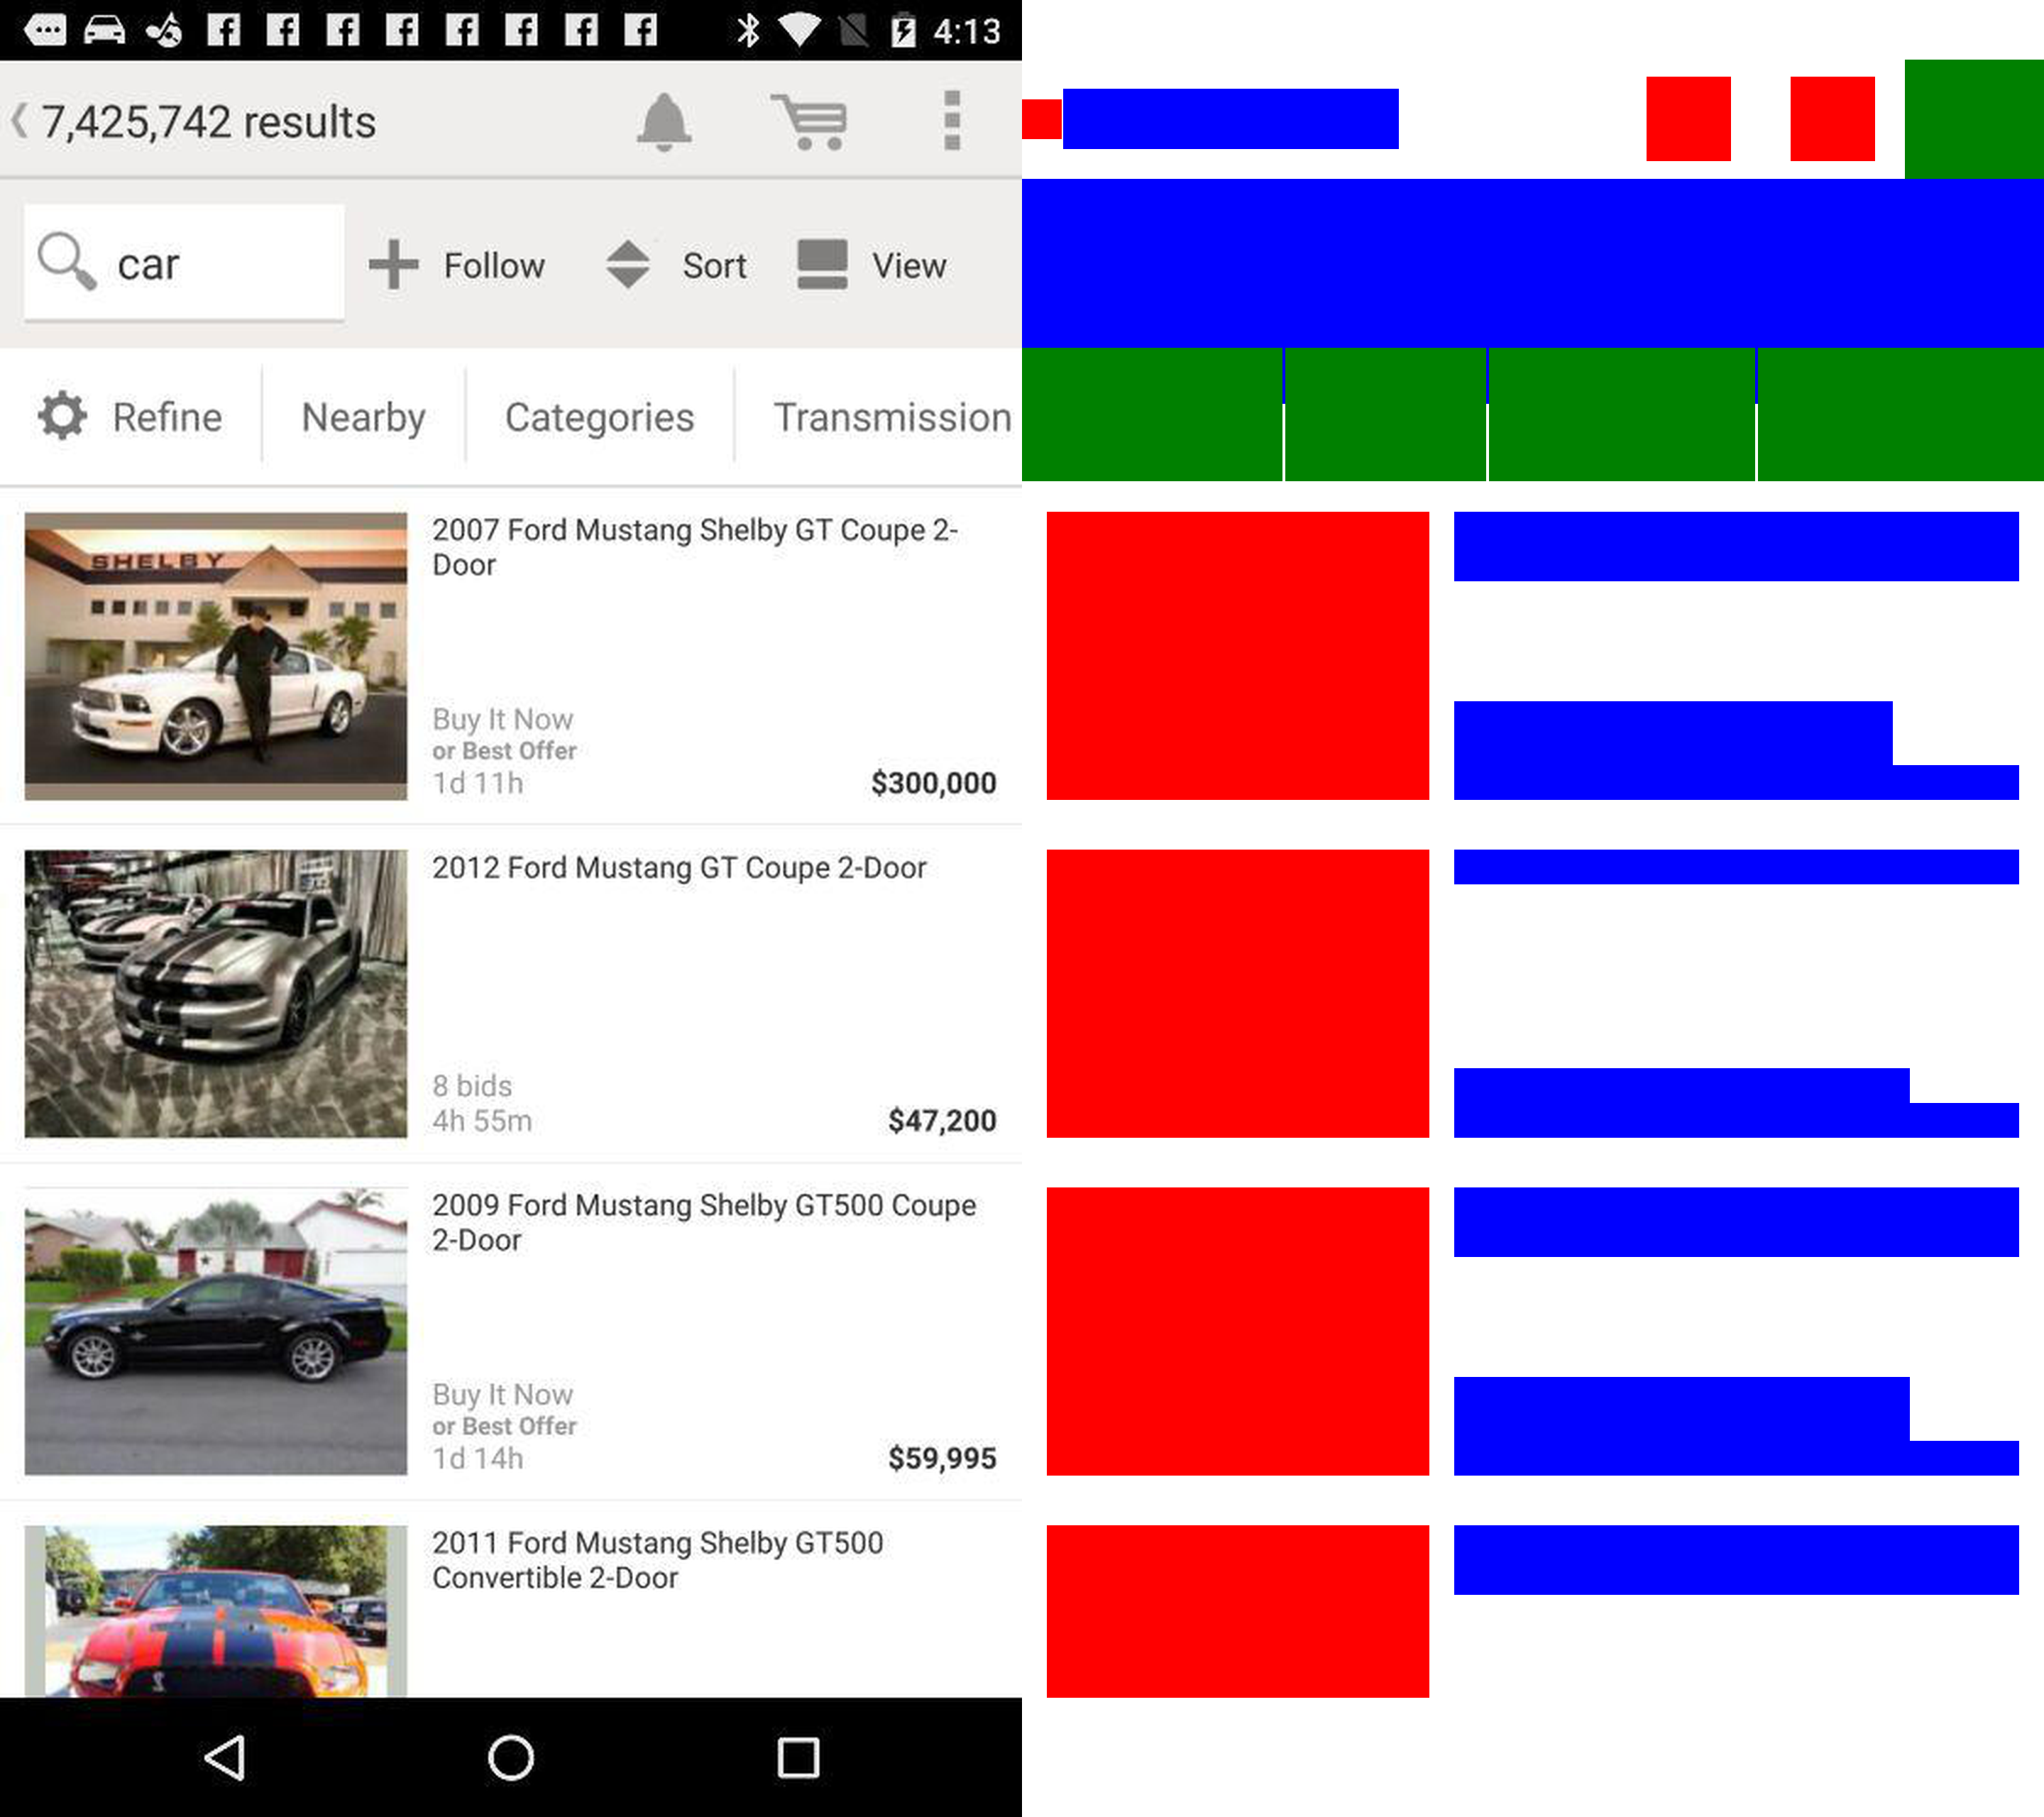 4:13
7,425,742 results
car
Follow
Sort
View
Refine
Nearby
Categories
Transmission
SHELBY
2007 Ford Mustang Shelby GT Coupe 2-
Door
Buy It Now
or Best Offer
1d 11h
$300,000
2012 Ford Mustang GT Coupe 2-Door
8 bids
4h 55m
$47,200
2009 Ford Mustang Shelby GT500 Coupe
2-Door
Buy It Now
or Best Offer
1d 14h
$59,995
2011 Ford Mustang Shelby GT500
Convertible 2-Door